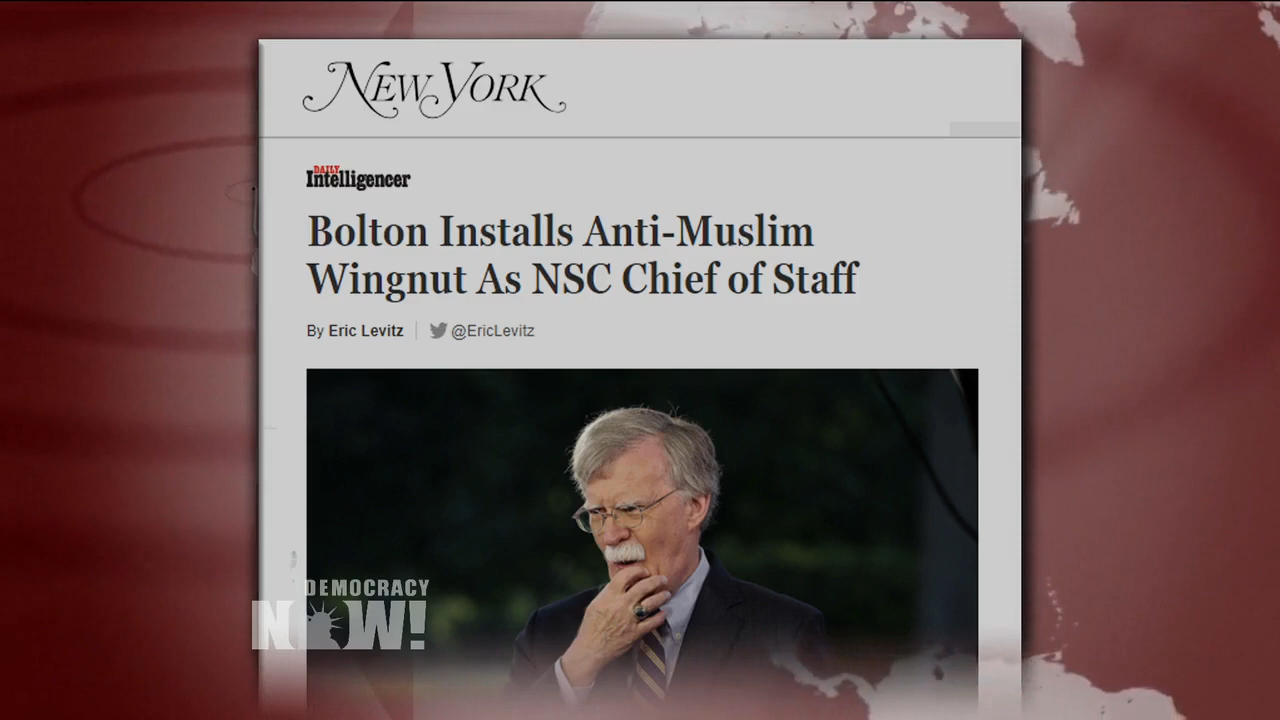 NEW YORK
DAILY
Intelligencer
Bolton Installs Anti-Muslim
Wingnut As NSC Chief of Staff
By Eric Levitz @EricLevitz
DEMOCRACY
NOW!